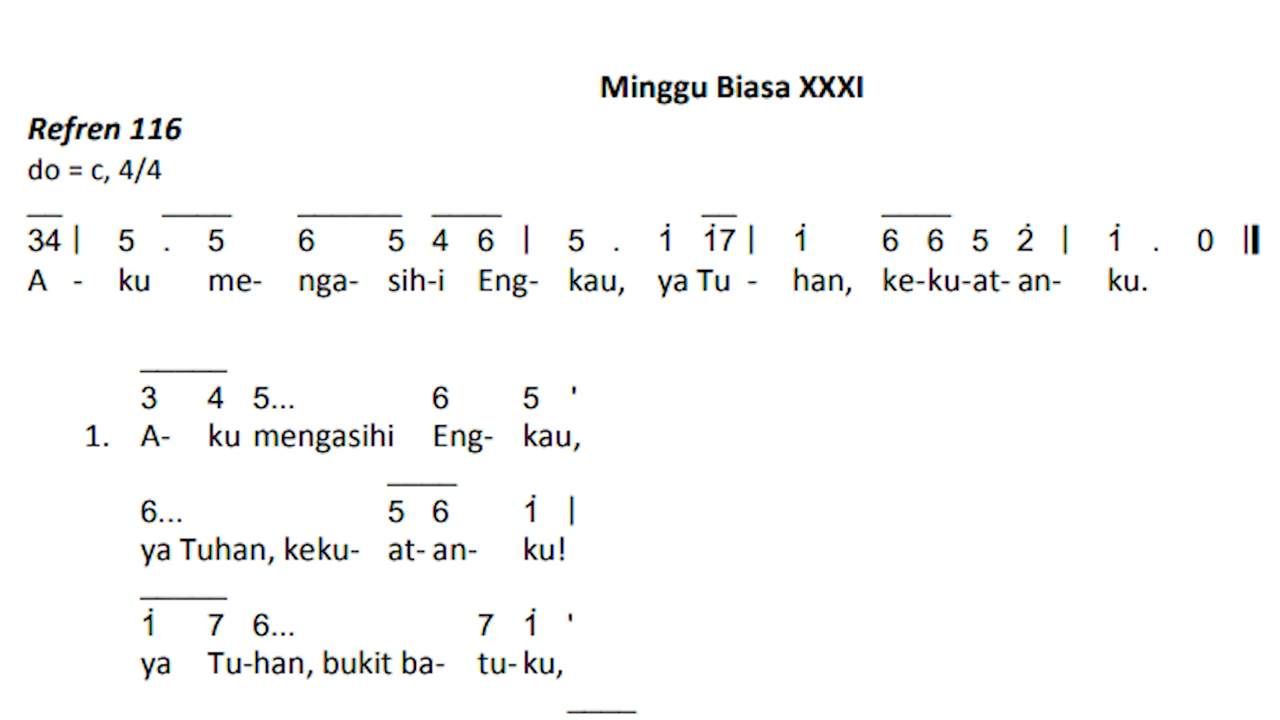 Minggu Biasa XXXI
Refren 116
do = c, 4/4
34 | 5 . 5 6 5 4 6 | 5 . 1̇ 1̇7 | 1̇ 6 6 5 2̇ | 1̇ . 0 ||
A - ku me- nga- sih-i Eng- kau, ya Tu - han, ke-ku-at- an- ku.
3 4 5... 6 5 '
1. A- ku mengasihi Eng- kau,
6... 5 6 1̇ |
ya Tuhan, keku- at- an- ku!
1̇ 7 6... 7 1̇ '
ya Tu-han, bukit ba- tu- ku,